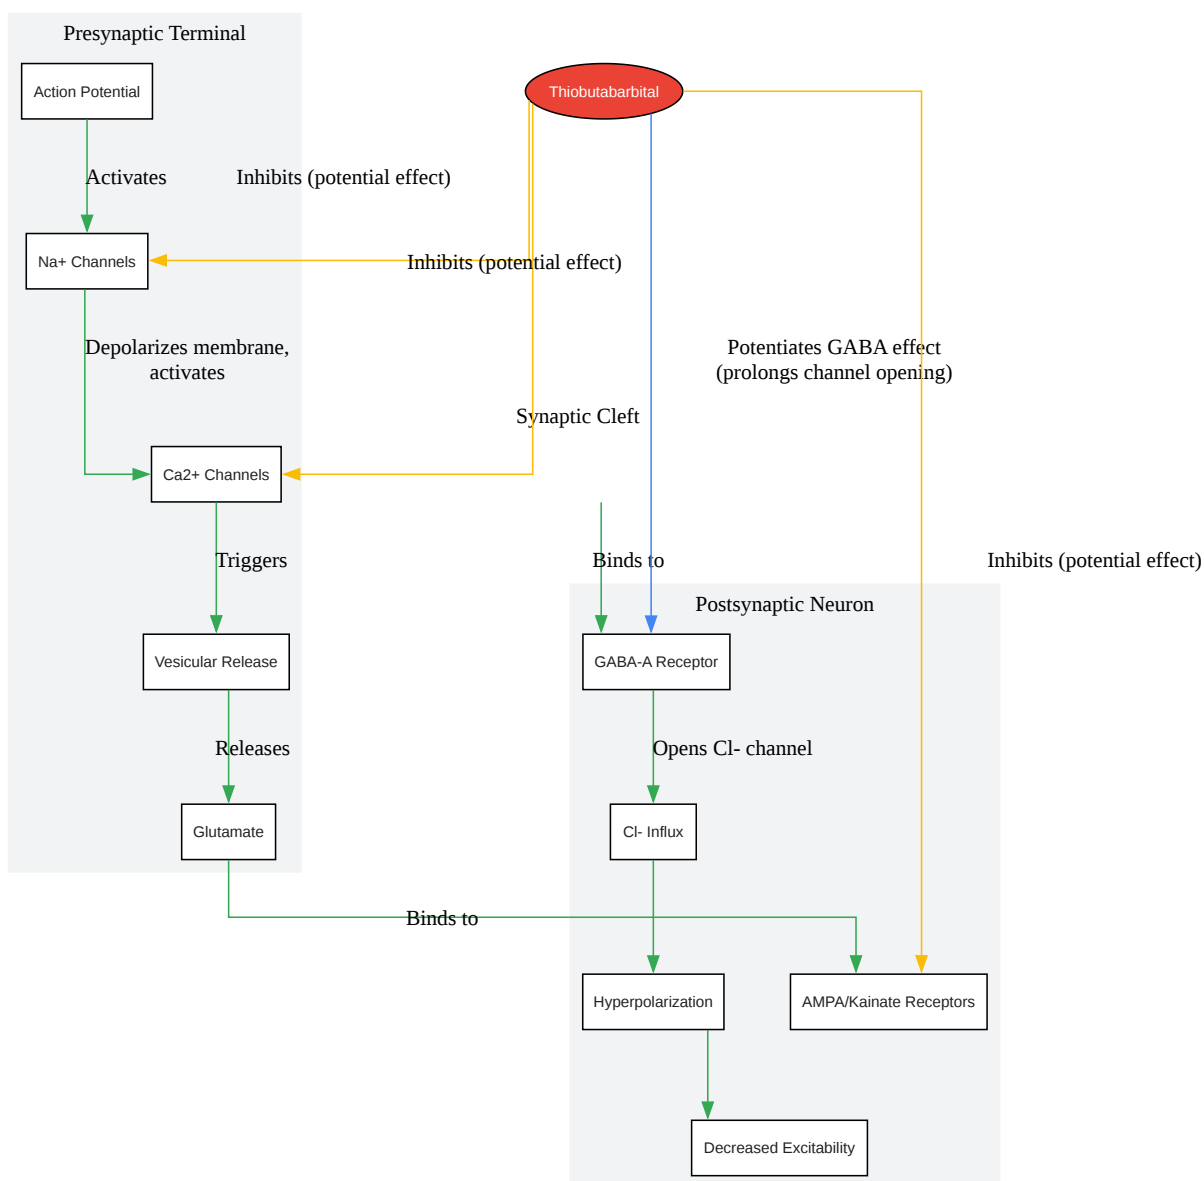 Presynaptic Terminal
Action Potential
Thiobutabarbital
Activates
Inhibits (potential effect)
Na+ Channels
Inhibits (potential effect)
Depolarizes membrane,
activates
Potentiates GABA effect
(prolongs channel opening)
Synaptic Cleft
Ca2+ Channels
Triggers
Binds to
Inhibits (potential effect)
Postsynaptic Neuron
Vesicular Release
GABA-A Receptor
Releases
Opens Cl- channel
Glutamate
Cl- Influx
Binds to
Hyperpolarization
AMPA/Kainate Receptors
Decreased Excitability